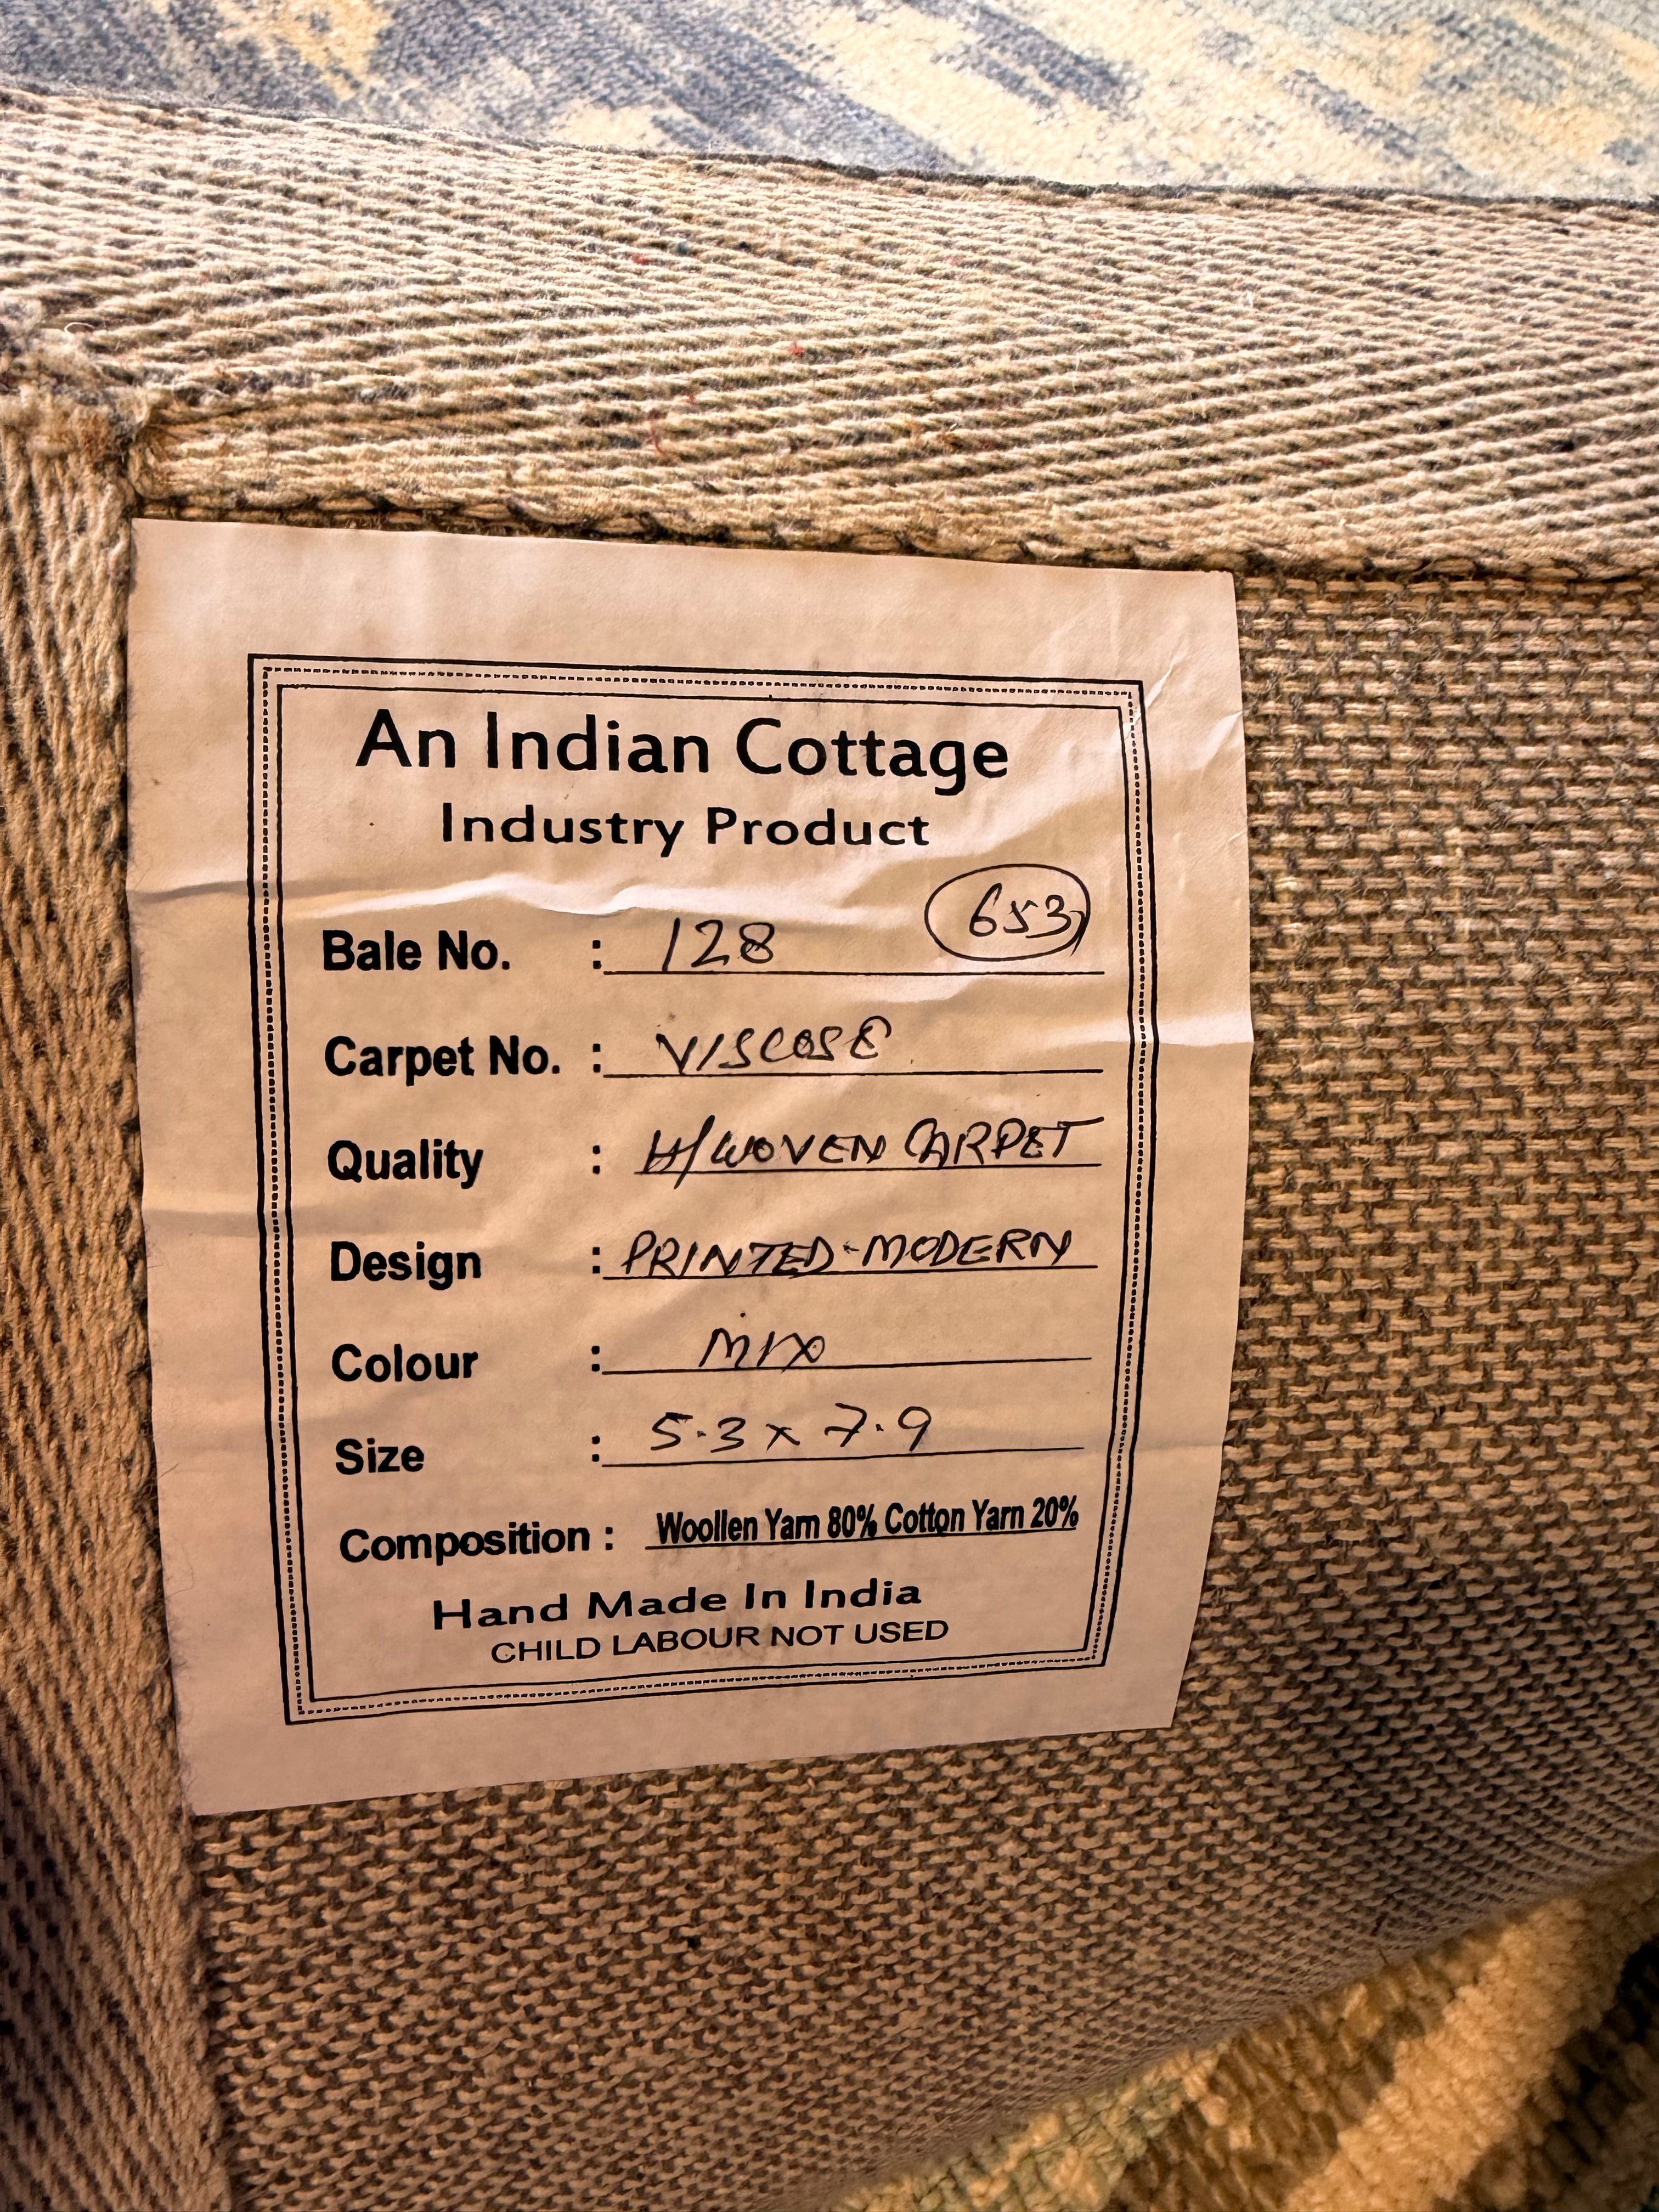 An Indian Cottage
Industry Product
653
Bale No. : 128
Carpet No. : VISCOSE
Quality : H/WOVEN CARPET
Design : PRINTED-MODERN
Colour : mix
Size : 5.3 x 7.9
Composition : Woollen Yarn 80% Cotton Yarn 20%
Hand Made In India
CHILD LABOUR NOT USED